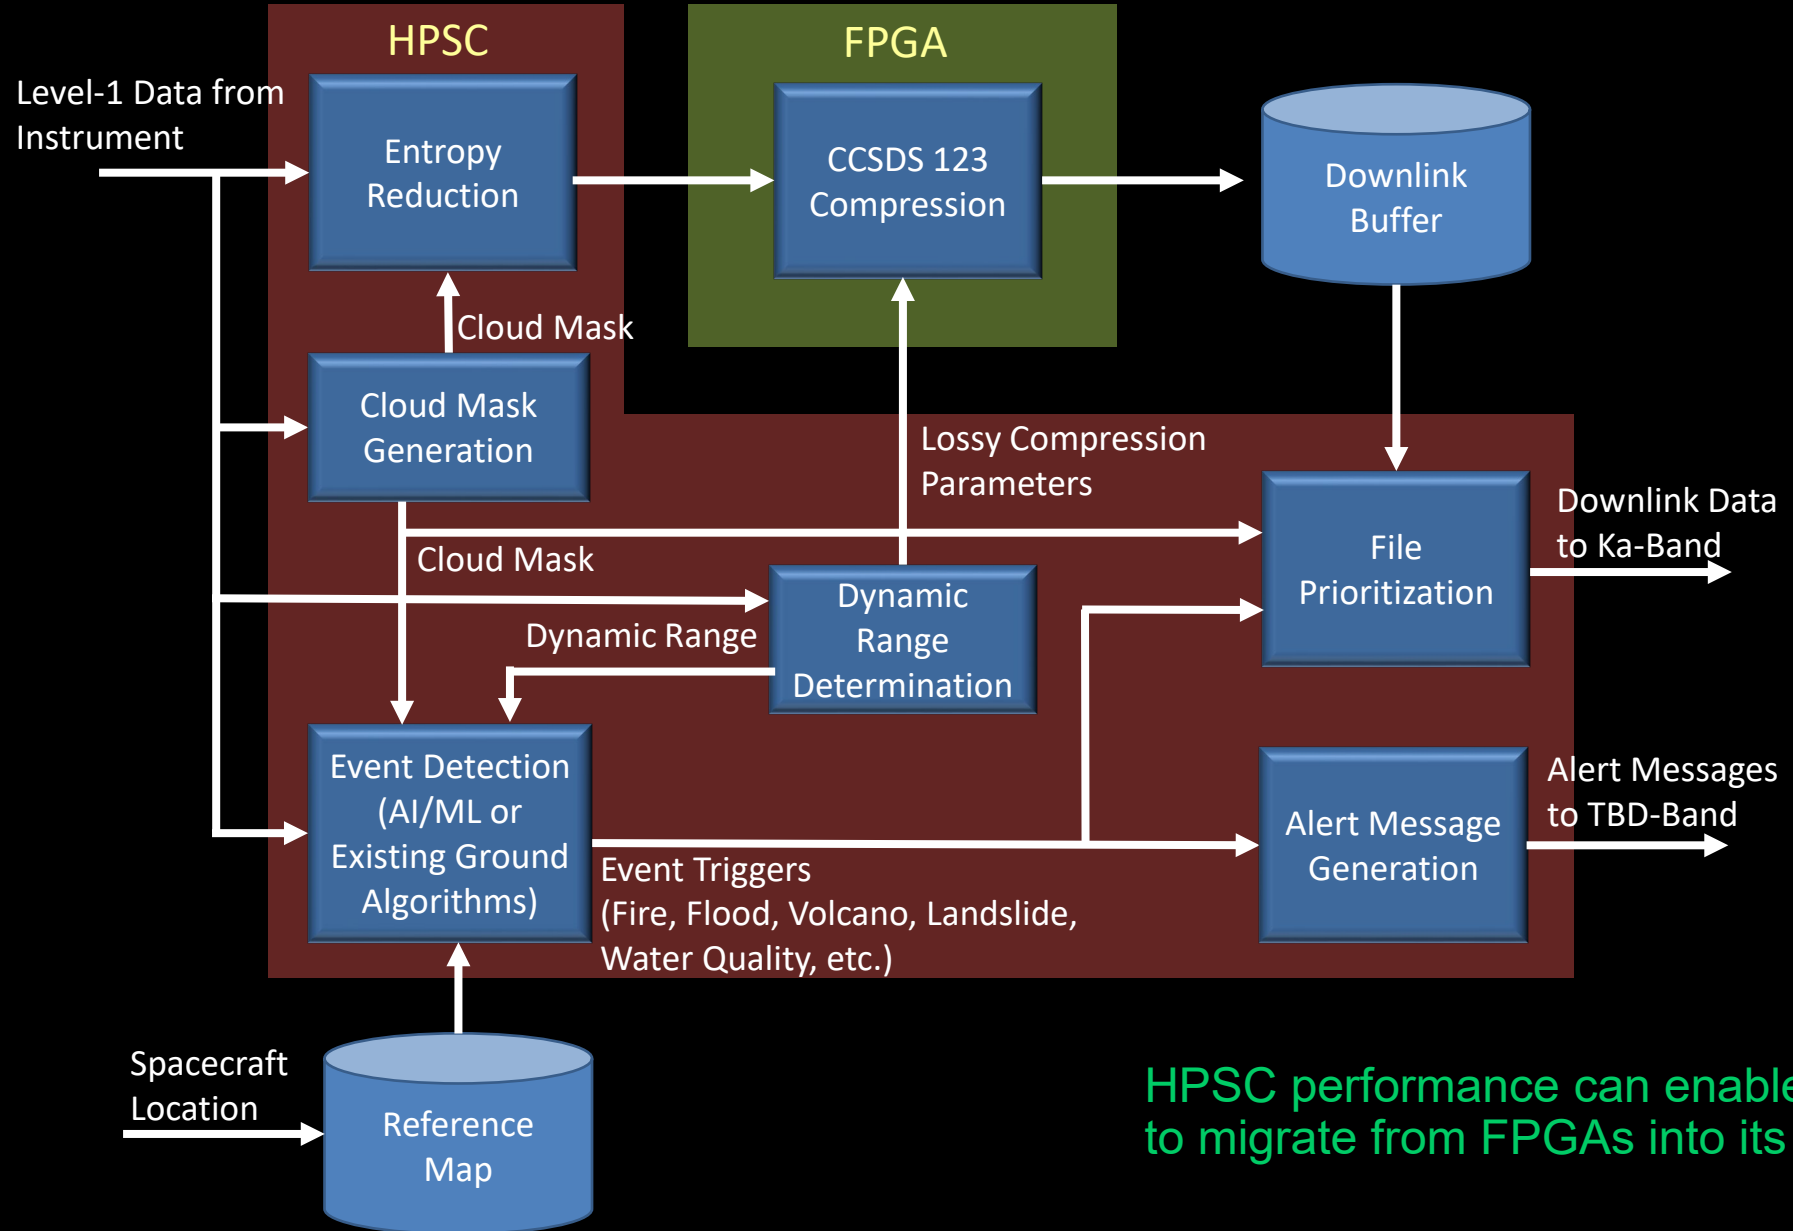 HPSC
FPGA
Level-1 Data from
Instrument
Entropy
Reduction
CCSDS 123
Compression
Downlink
Buffer
Cloud Mask
Cloud Mask
Generation
Lossy Compression
Parameters
Cloud Mask
File
Prioritization
Downlink Data
to Ka-Band
Dynamic
Range
Determination
Dynamic Range
Event Detection
(AI/ML or
Existing Ground
Algorithms)
Event Triggers
(Fire, Flood, Volcano, Landslide,
Water Quality, etc.)
Alert Message
Generation
Alert Messages
to TBD-Band
Spacecraft
Location
Reference
Map
HPSC performance can enable
to migrate from FPGAs into its